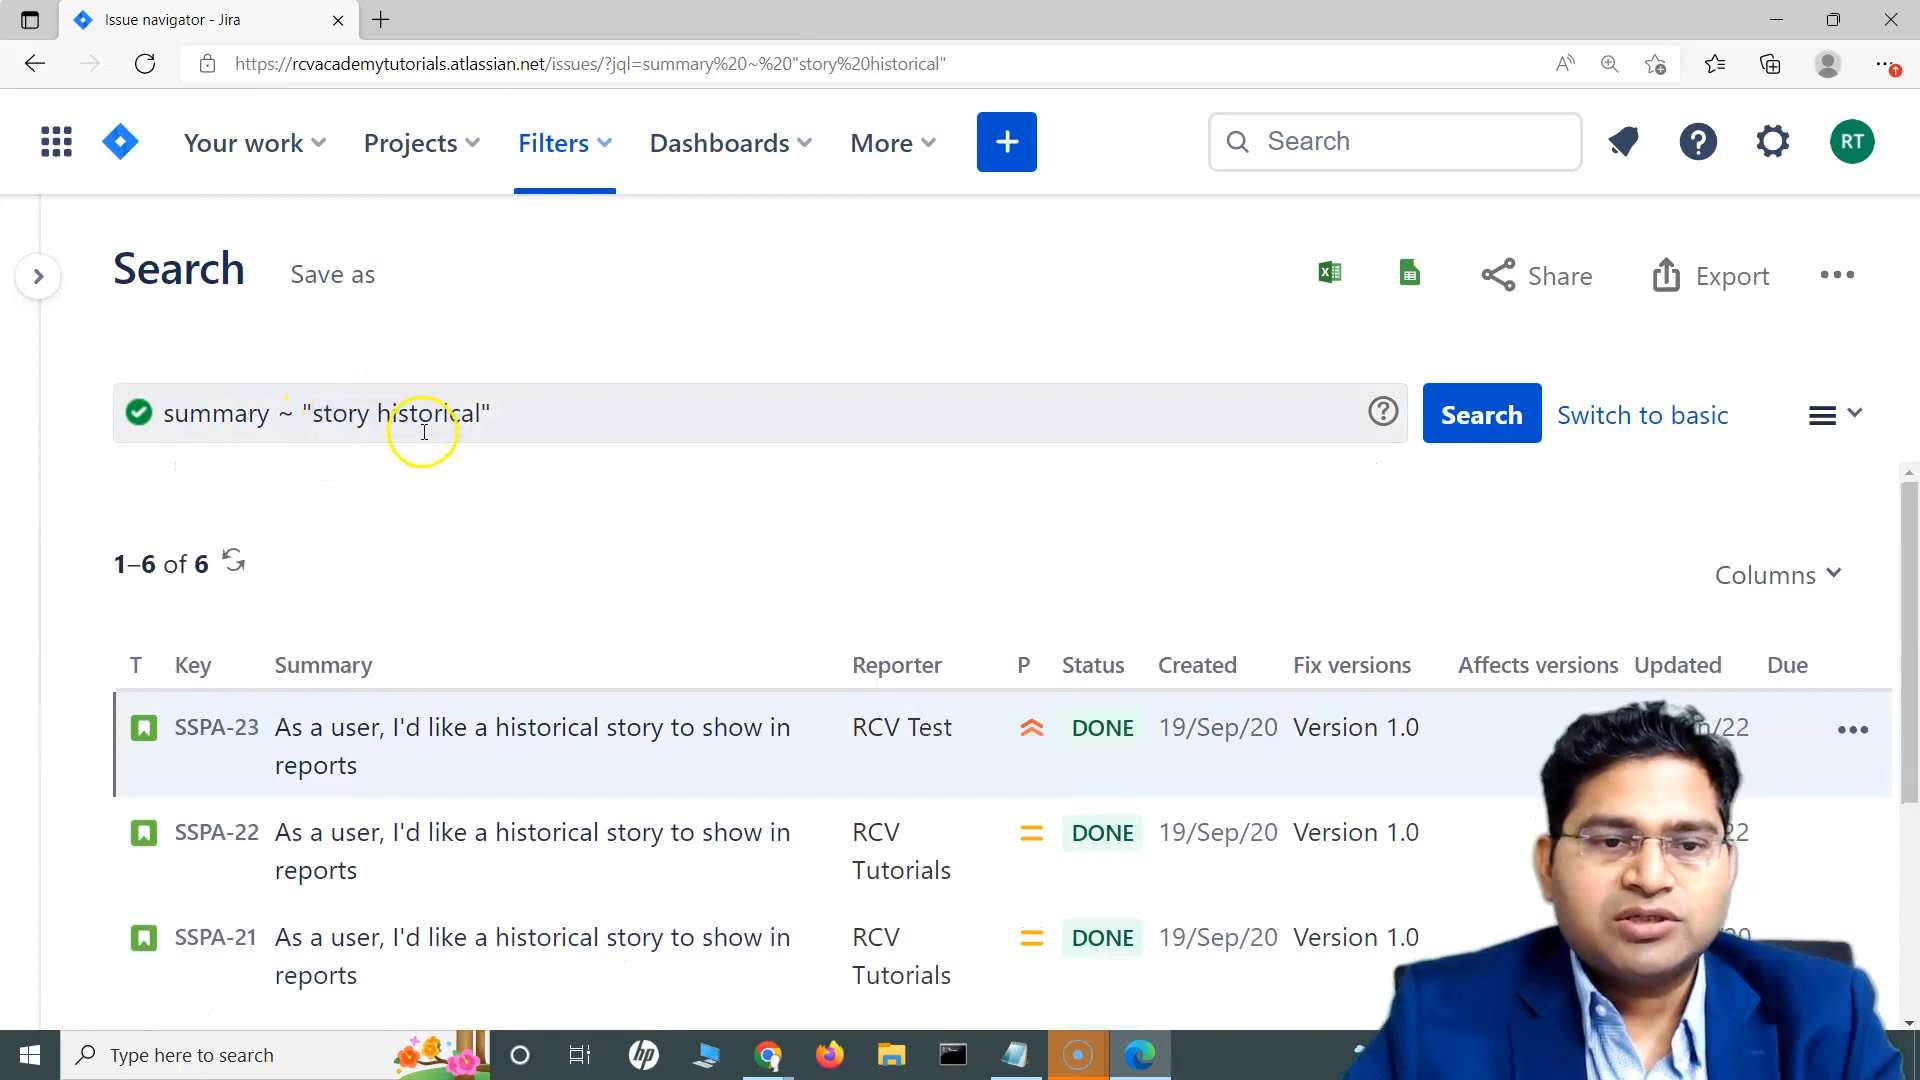 Issue navigator - Jira
https://rcvacademytutorials.atlassian.net/issues/?jql=summary%20~%20"story%20historical"
Your work Projects Filters Dashboards More + Search RT
Search Save as Share Export
summary ~ "story historical" Search Switch to basic
1–6 of 6
Columns
T Key Summary Reporter P Status Created Fix versions Affects versions Updated Due
SSPA-23 As a user, I'd like a historical story to show in RCV Test DONE 19/Sep/20 Version 1.0
reports
SSPA-22 As a user, I'd like a historical story to show in RCV DONE 19/Sep/20 Version 1.0
reports Tutorials
SSPA-21 As a user, I'd like a historical story to show in RCV DONE 19/Sep/20 Version 1.0
reports Tutorials
Type here to search